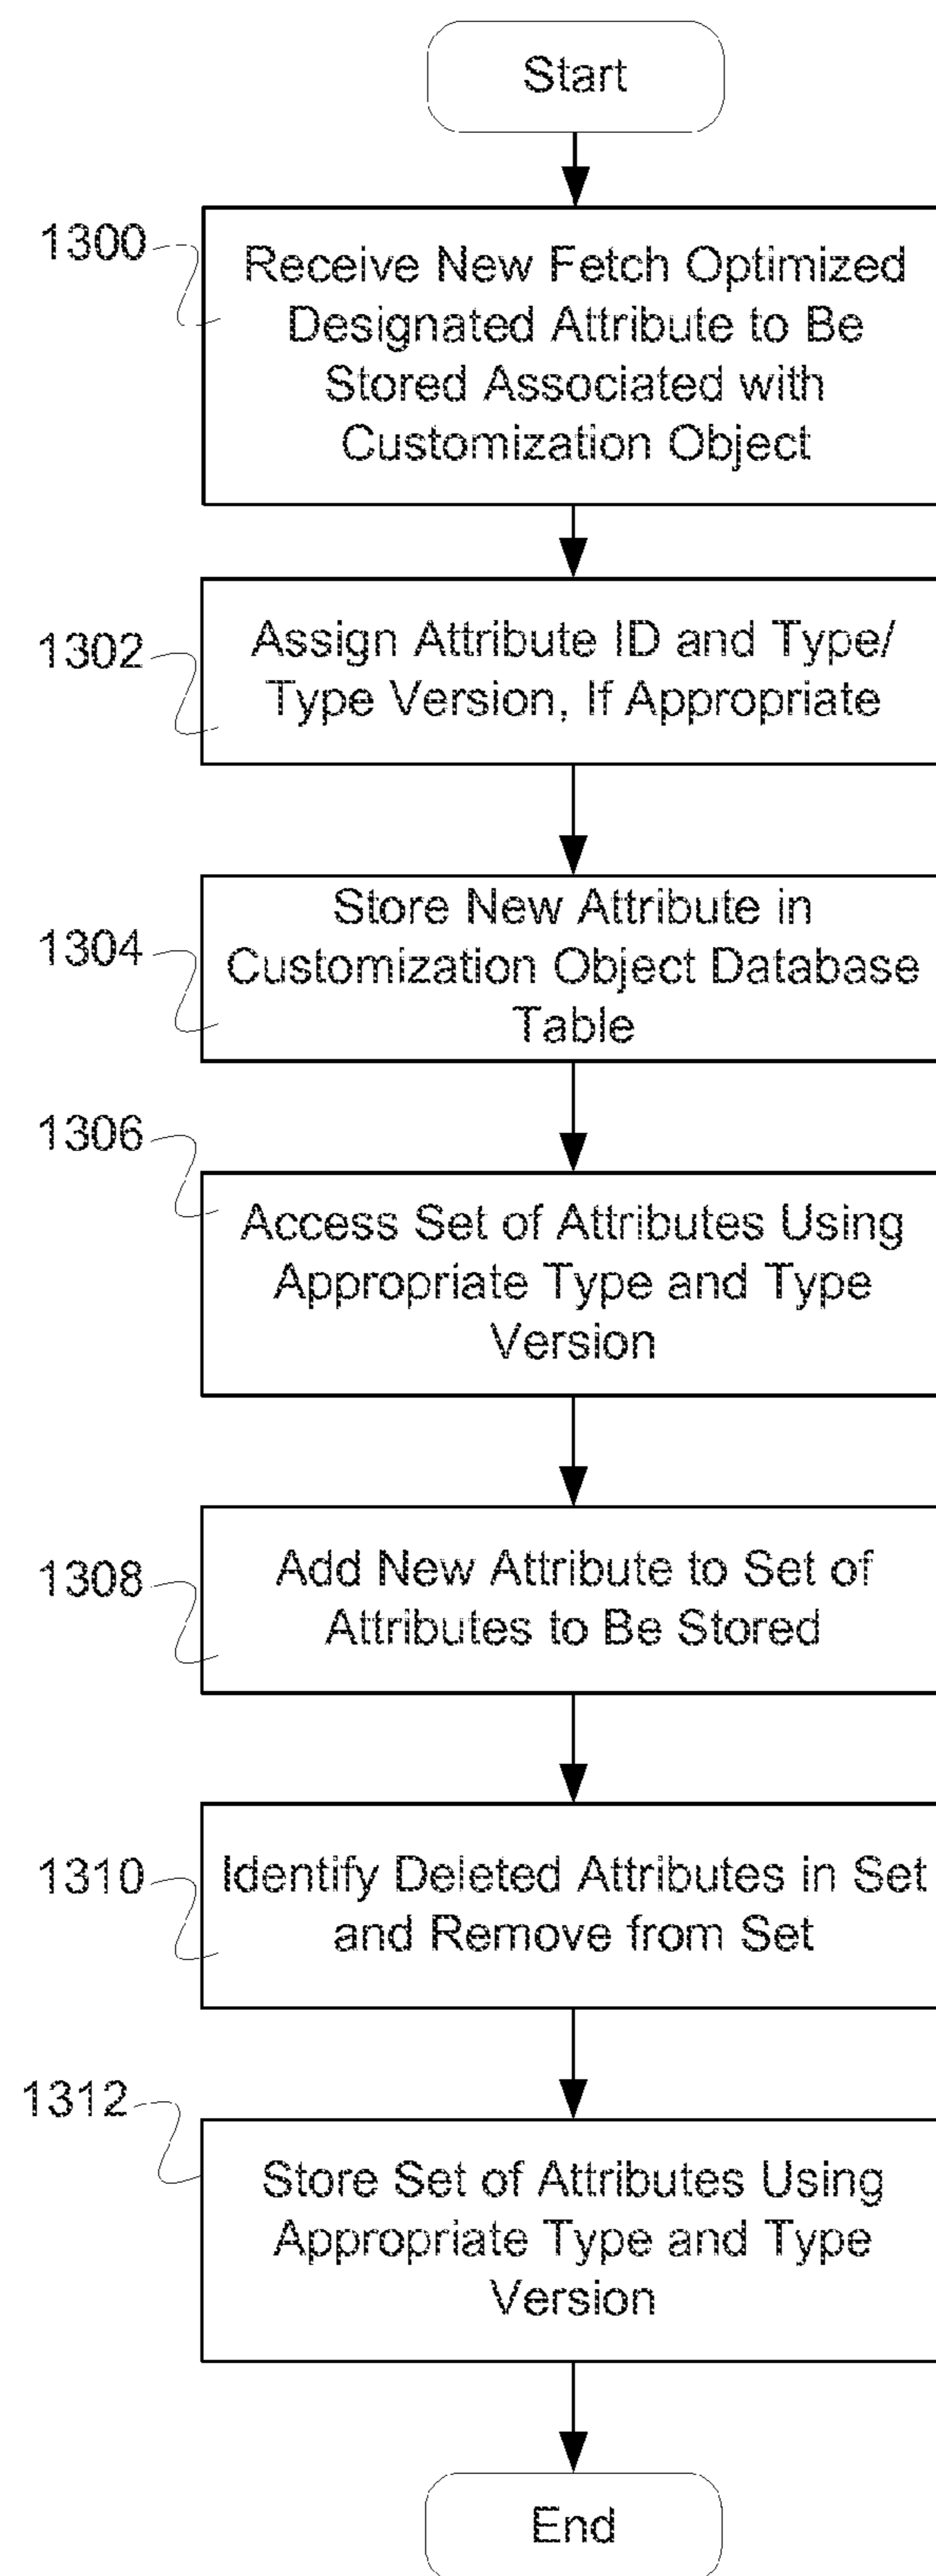 Start
1300
Receive New Fetch Optimized
Designated Attribute to Be
Stored Associated with
Customization Object
1302
Assign Attribute ID and Type/
Type Version, If Appropriate
1304
Store New Attribute in
Customization Object Database
Table
1306
Access Set of Attributes Using
Appropriate Type and Type
Version
1308
Add New Attribute to Set of
Attributes to Be Stored
1310
Identify Deleted Attributes in Set
and Remove from Set
1312
Store Set of Attributes Using
Appropriate Type and Type
Version
End